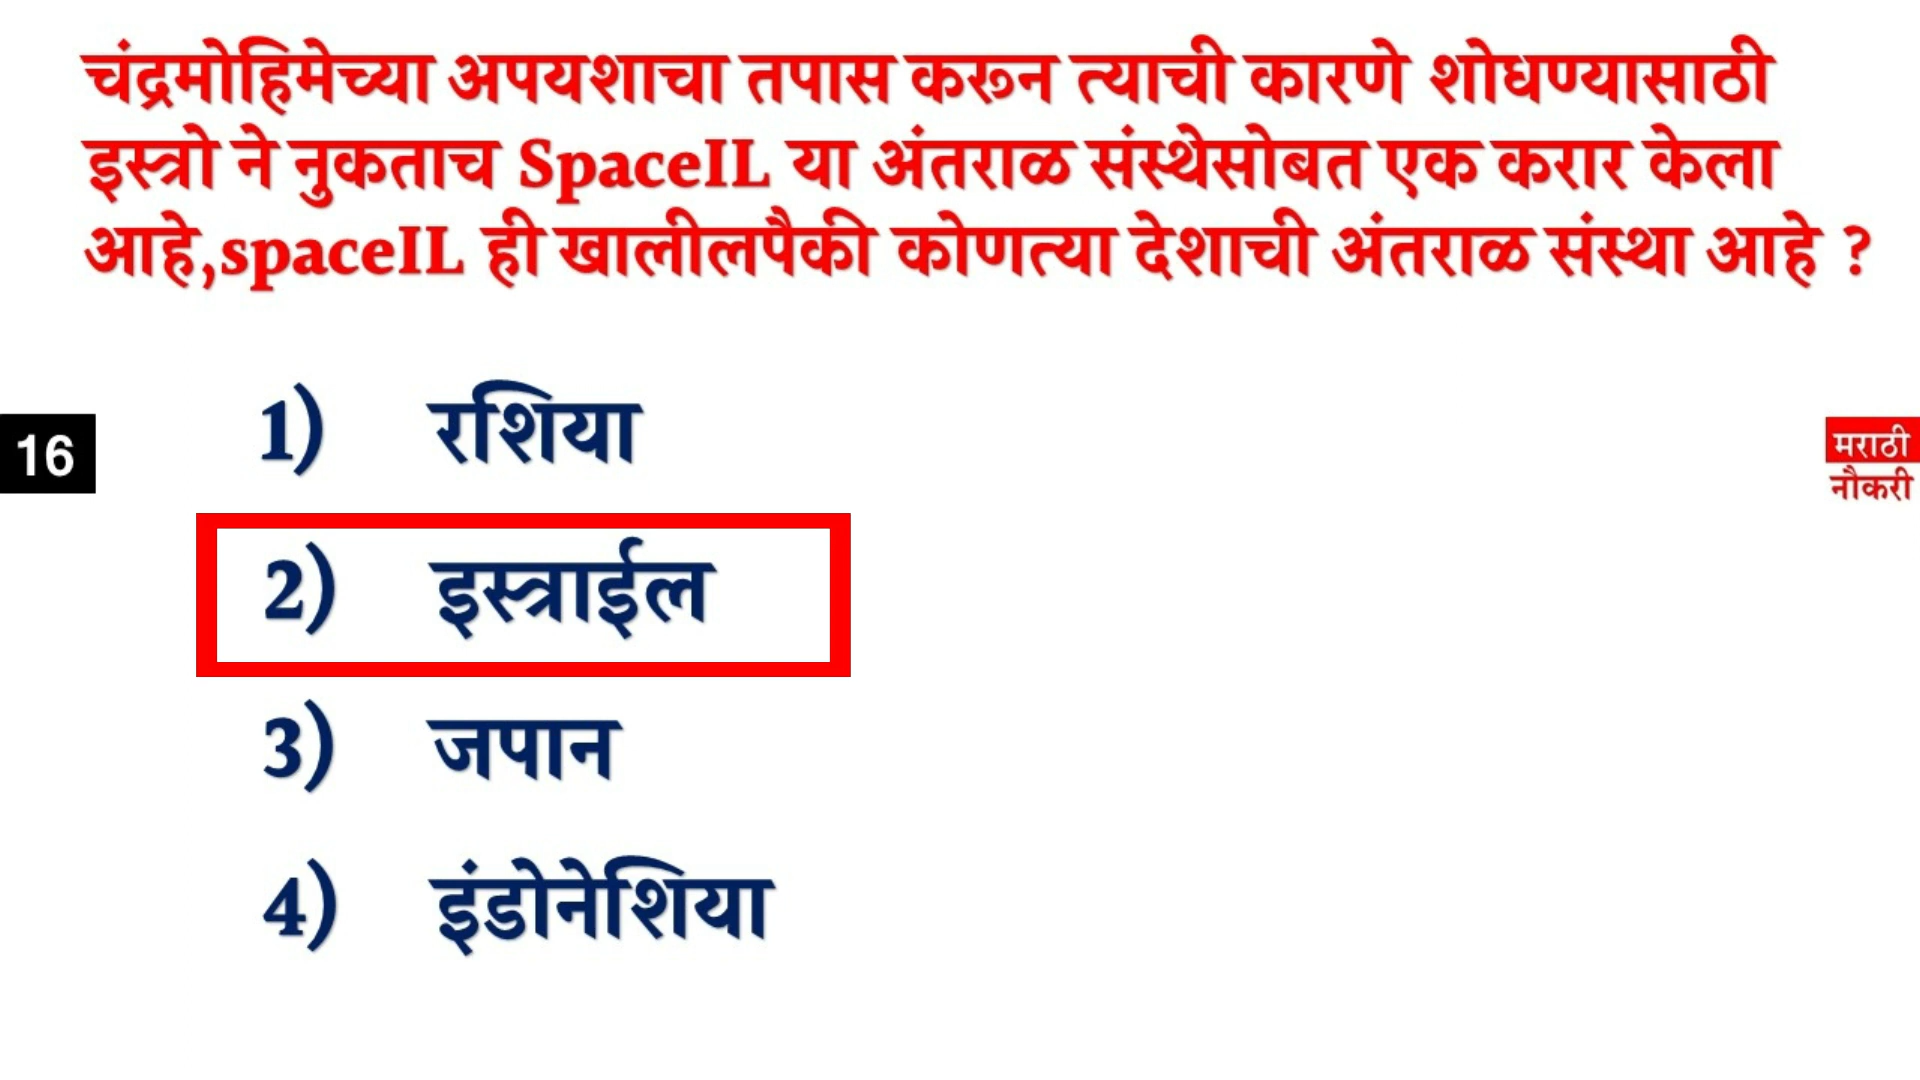 चंद्रमोहिमेच्या अपयशाचा तपास करून त्याची कारणे शोधण्यासाठी
इस्त्रो ने नुकताच SpaceIL या अंतराळ संस्थेसोबत एक करार केला
आहे,spaceIL ही खालीलपैकी कोणत्या देशाची अंतराळ संस्था आहे ?
1) रशिया
16
मराठी
नौकरी
2) इस्त्राईल
3) जपान
4) इंडोनेशिया